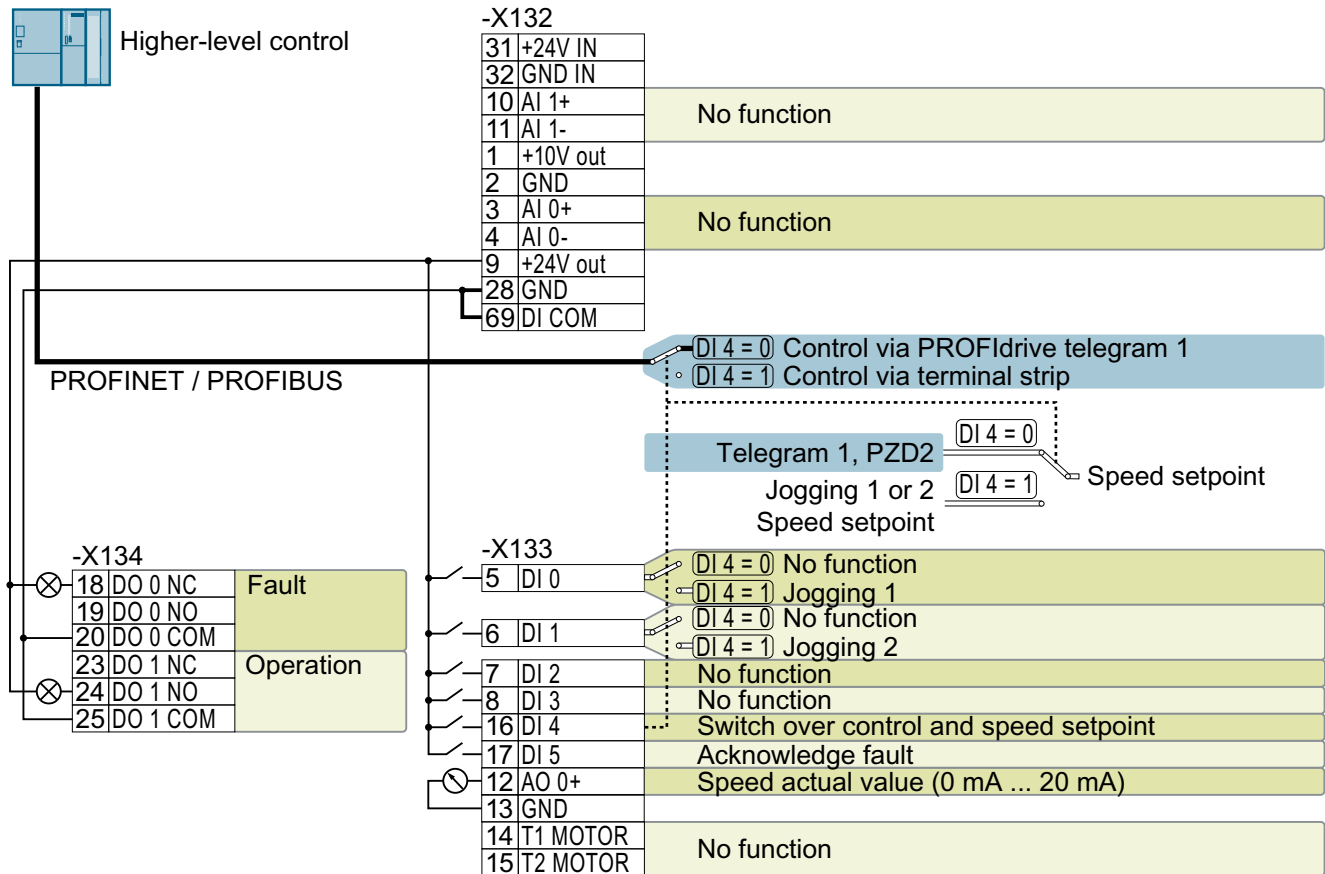 Higher-level control
-X132
31 +24V IN
32 GND IN
10 AI 1+
No function
11 AI 1-
1 +10V out
2 GND
3 AI 0+
No function
4 AI 0-
9 +24V out
28 GND
69 DI COM
DI 4 = 0 Control via PROFIdrive telegram 1
DI 4 = 1 Control via terminal strip
PROFINET / PROFIBUS
Telegram 1, PZD2 DI 4 = 0
Speed setpoint
Jogging 1 or 2 DI 4 = 1
Speed setpoint
-X134
18 DO 0 NC Fault
19 DO 0 NO
20 DO 0 COM
23 DO 1 NC Operation
24 DO 1 NO
25 DO 1 COM
-X133
5 DI 0
DI 4 = 0 No function
DI 4 = 1 Jogging 1
6 DI 1
DI 4 = 0 No function
DI 4 = 1 Jogging 2
7 DI 2 No function
8 DI 3 No function
16 DI 4 Switch over control and speed setpoint
17 DI 5 Acknowledge fault
12 AO 0+ Speed actual value (0 mA ... 20 mA)
13 GND
14 T1 MOTOR
No function
15 T2 MOTOR